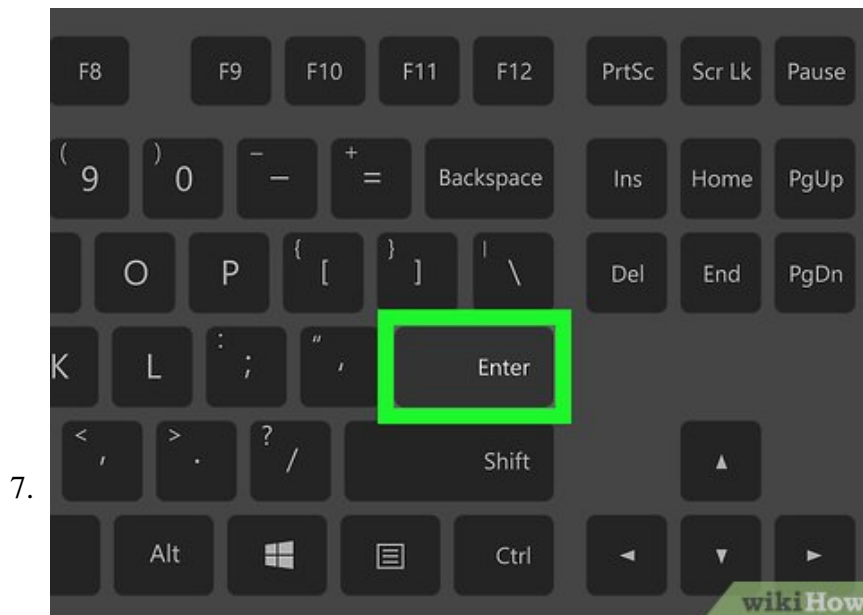 F8 F9 F10 F11 F12 PrtSc Scr Lk Pause
( 9 ) 0 _ - + = Backspace Ins Home PgUp
O P { [ } ] | \ Del End PgDn
K L : ; " ' Enter
< , > . ? / Shift ▲
7.
Alt Ctrl ◄ ▼ ►
wikiHow